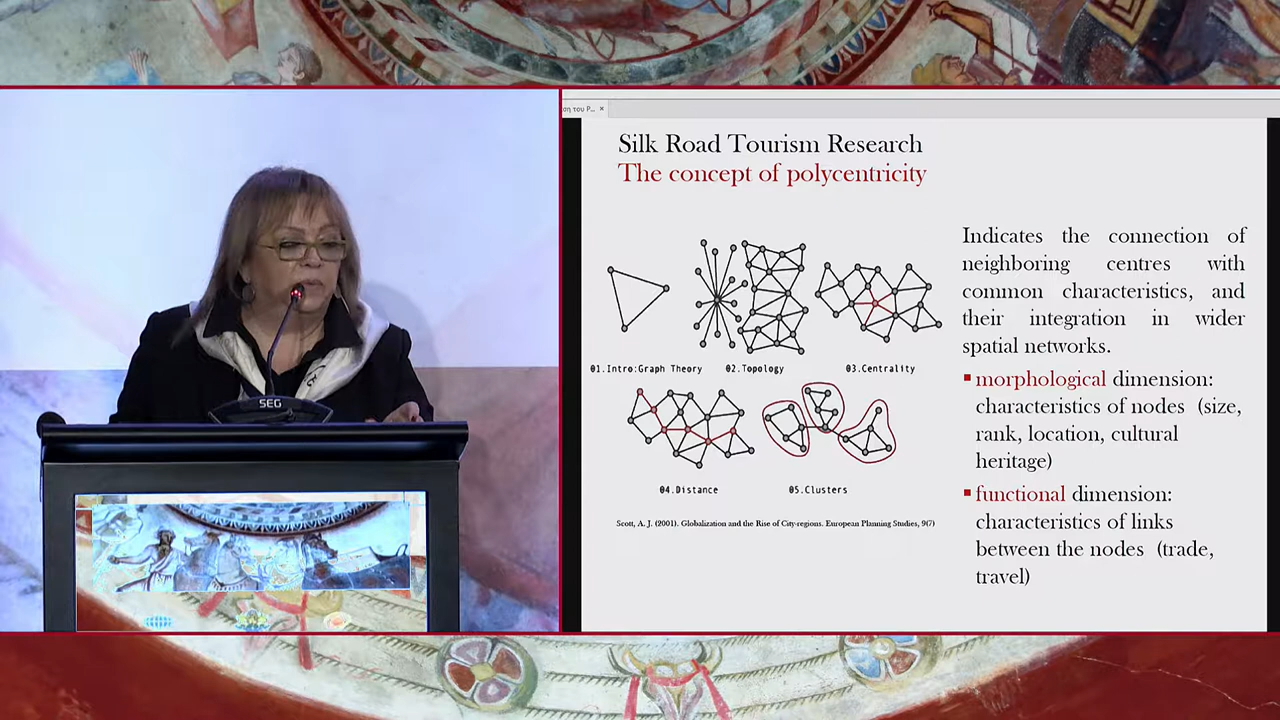 ση του P... ×
Silk Road Tourism Research
The concept of polycentricity
Indicates the connection of
neighboring centres with
common characteristics, and
their integration in wider
spatial networks.
morphological dimension:
characteristics of nodes (size,
rank, location, cultural
heritage)
functional dimension:
characteristics of links
between the nodes (trade,
travel)
01.Intro:Graph Theory
02.Topology
03.Centrality
04.Distance
05.Clusters
Scott, A. J. (2001). Globalization and the Rise of City-regions. European Planning Studies, 9(7)
SEG